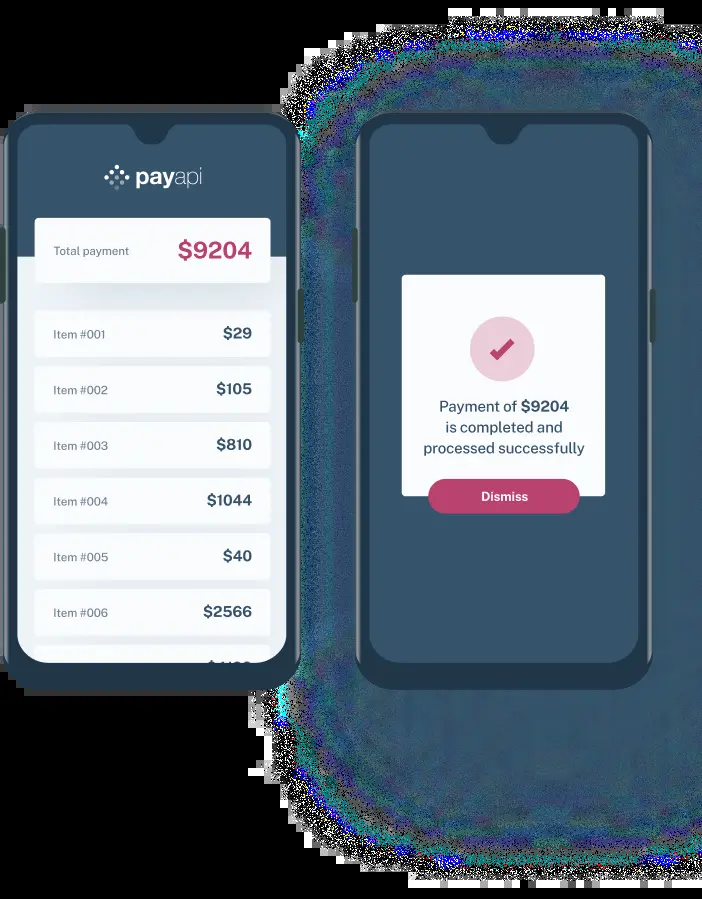 payapi
Total payment $9204
Item #001 $29
Item #002 $105
Item #003 $810
Item #004 $1044
Item #005 $40
Item #006 $2566
Payment of $9204
is completed and
processed successfully
Dismiss